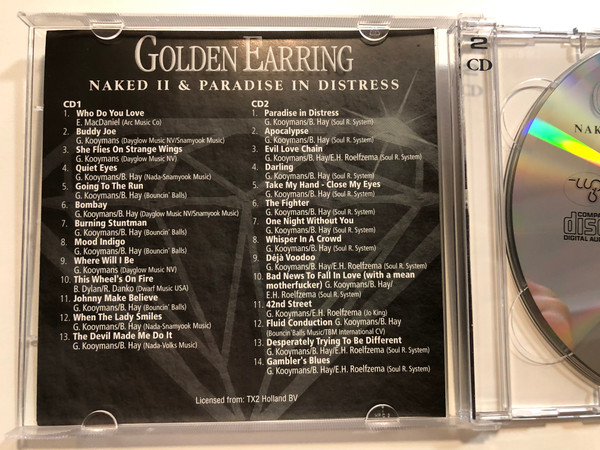 GOLDEN EARRING
NAKED II & PARADISE IN DISTRESS
CD1
1. Who Do You Love
E. MacDaniel (Arc Music Co)
2. Buddy Joe
G. Kooymans (Dayglow Music NV/Snamyook Music)
3. She Flies On Strange Wings
G. Kooymans (Dayglow Music NV)
4. Quiet Eyes
G. Kooymans/B. Hay (Nada-Snamyook Music)
5. Going To The Run
G. Kooymans/B. Hay (Bouncin' Balls)
6. Bombay
G. Kooymans/B. Hay (Dayglow Music NV/Snamyook Music)
7. Burning Stuntman
G. Kooymans/B. Hay (Bouncin' Balls)
8. Mood Indigo
G. Kooymans/B. Hay (Bouncin' Balls)
9. Where Will I Be
G. Kooymans (Dayglow Music NV)
10. This Wheel's On Fire
B. Dylan/R. Danko (Dwarf Music USA)
11. Johnny Make Believe
G. Kooymans/B. Hay (Bouncin' Balls)
12. When The Lady Smiles
G. Kooymans/B. Hay (Nada-Snamyook Music)
13. The Devil Made Me Do It
G. Kooymans/B. Hay (Nada-Volks Music)
CD2
1. Paradise in Distress
G. Kooymans/B. Hay (Soul R. System)
2. Apocalypse
G. Kooymans/B. Hay (Soul R. System)
3. Evil Love Chain
G. Kooymans/B. Hay/E.H. Roelfzema (Soul R. System)
4. Darling
G. Kooymans/B. Hay (Soul R. System)
5. Take My Hand - Close My Eyes
G. Kooymans/B. Hay (Soul R. System)
6. The Fighter
G. Kooymans/B. Hay (Soul R. System)
7. One Night Without You
G. Kooymans/B. Hay (Soul R. System)
8. Whisper In A Crowd
G. Kooymans/B. Hay (Soul R. System)
9. Déjà Voodoo
G. Kooymans/B. Hay/E.H. Roelfzema (Soul R. System)
10. Bad News To Fall In Love (with a mean
motherfucker) G. Kooymans/B. Hay/
E.H. Roelfzema (Soul R. System)
11. 42nd Street
G. Kooymans/E.H. Roelfzema (Jo King)
12. Fluid Conduction G. Kooymans/B. Hay
(Bouncin' Balls Music/TBM International CV)
13. Desperately Trying To Be Different
G. Kooymans/B. Hay/E.H. Roelfzema (Soul R. System)
14. Gambler's Blues
G. Kooymans/B. Hay/E.H. Roelfzema (Soul R. System)
Licensed from: TX2 Holland BV
2
CD
NAK
COMPA
disc
DIGITAL AUD